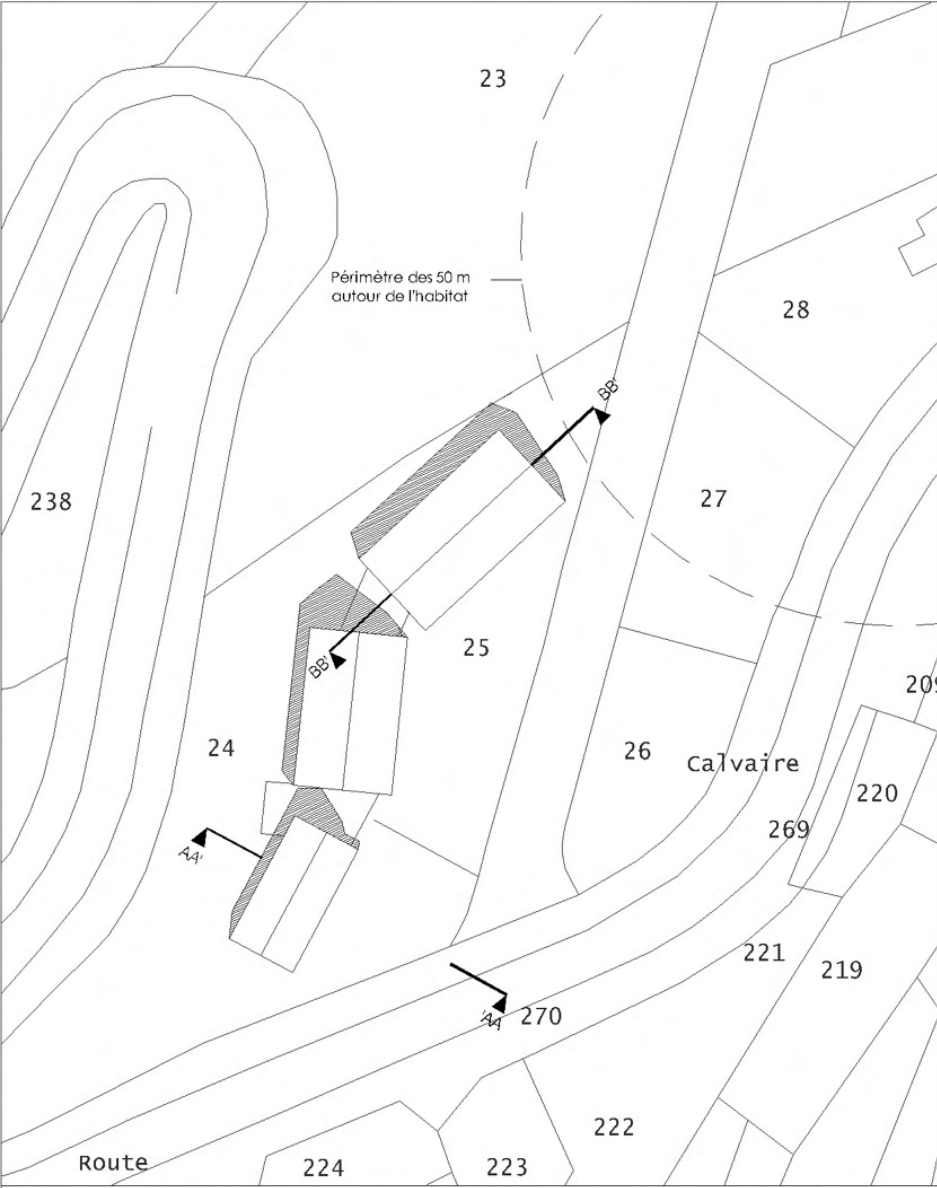 23
Périmètre des 50 m
autour de l'habitat
28
BB'
238
27
25
BB'
209
24
26
Calvaire
220
269
AA'
221
219
'AA
270
222
Route
224
223